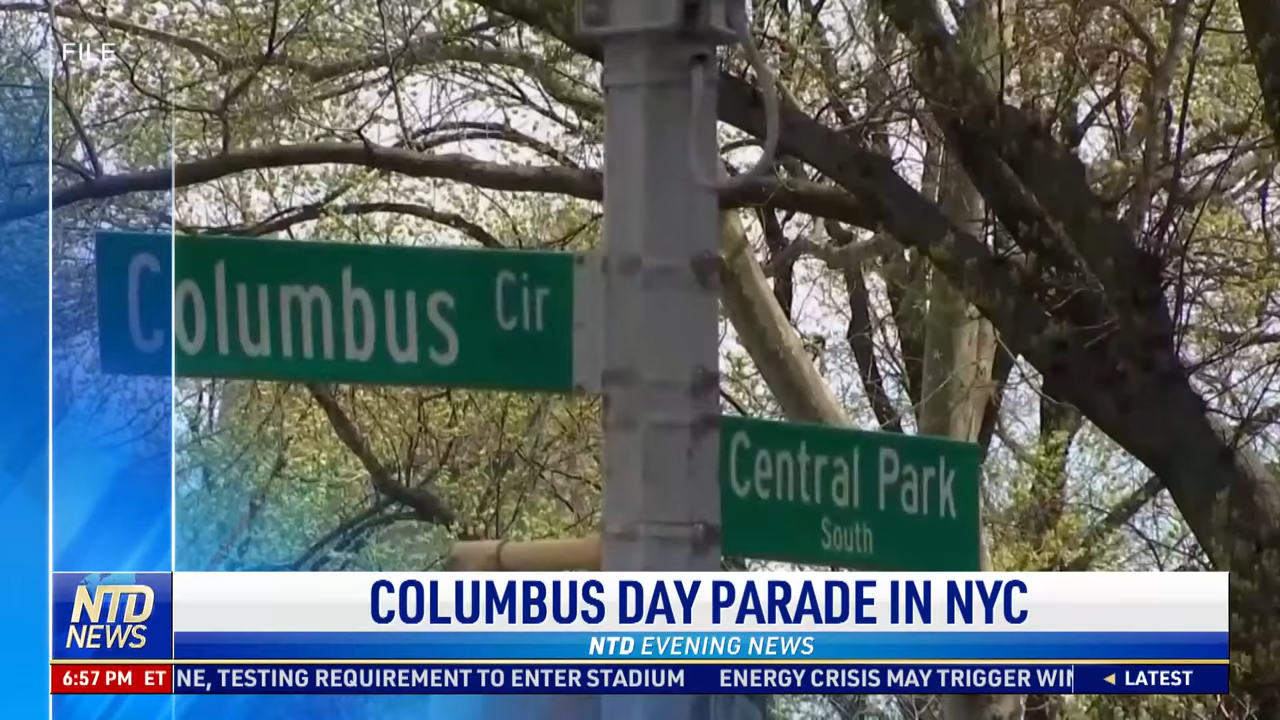 FILE
Columbus Cir
Central Park
South
COLUMBUS DAY PARADE IN NYC
NTD
NEWS
NTD EVENING NEWS
6:57 PM ET
NE, TESTING REQUIREMENT TO ENTER STADIUM ENERGY CRISIS MAY TRIGGER
◄ LATEST